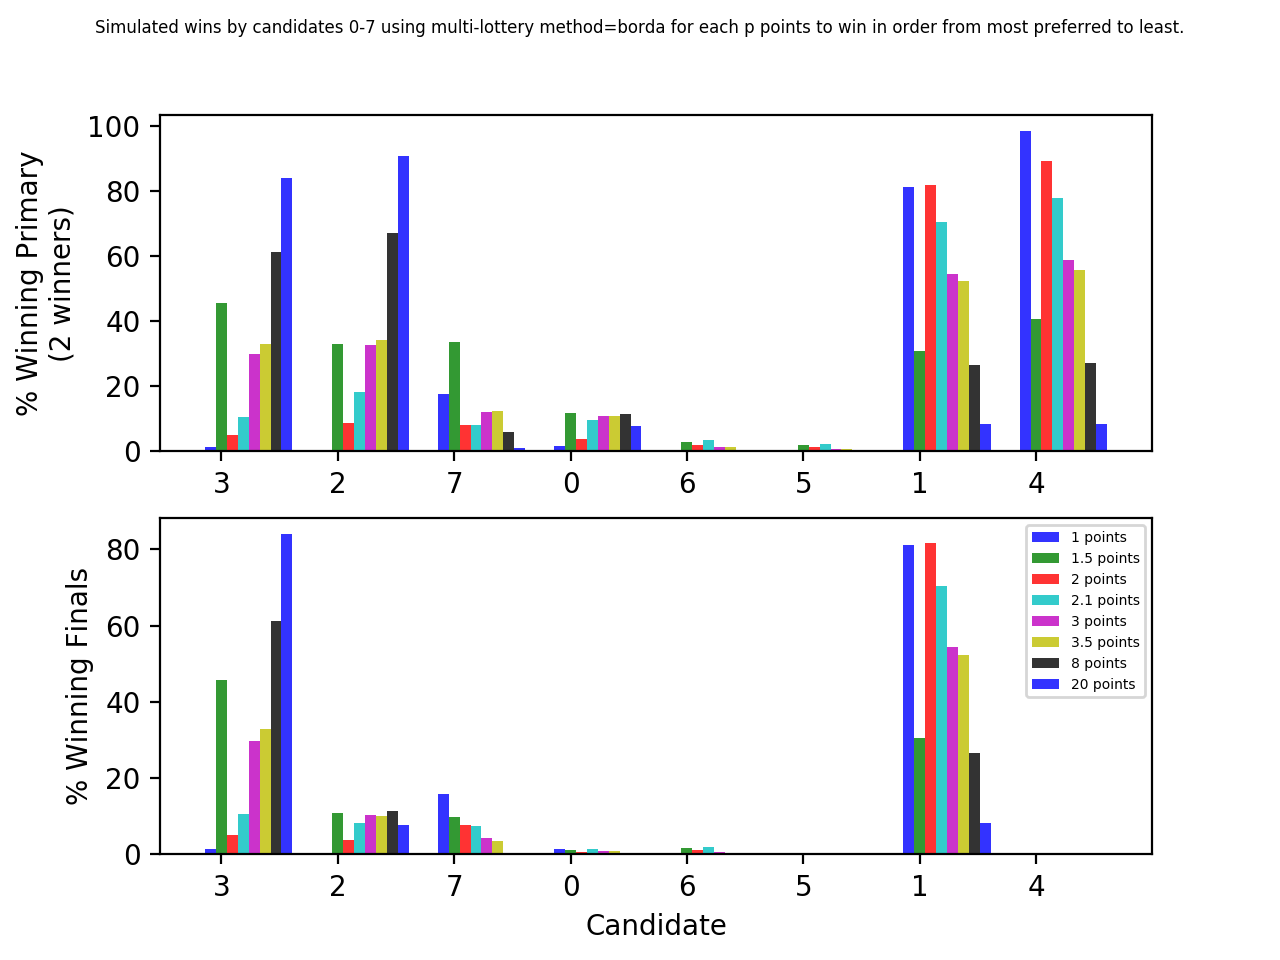 Simulated wins by candidates 0-7 using multi-lottery method=borda for each p points to win in order from most preferred to least.
% Winning Primary
(2 winners)
100
80
60
40
20
0
3 2 7 0 6 5 1 4
% Winning Finals
80
60
40
20
0
1 points
1.5 points
2 points
2.1 points
3 points
3.5 points
8 points
20 points
3 2 7 0 6 5 1 4
Candidate